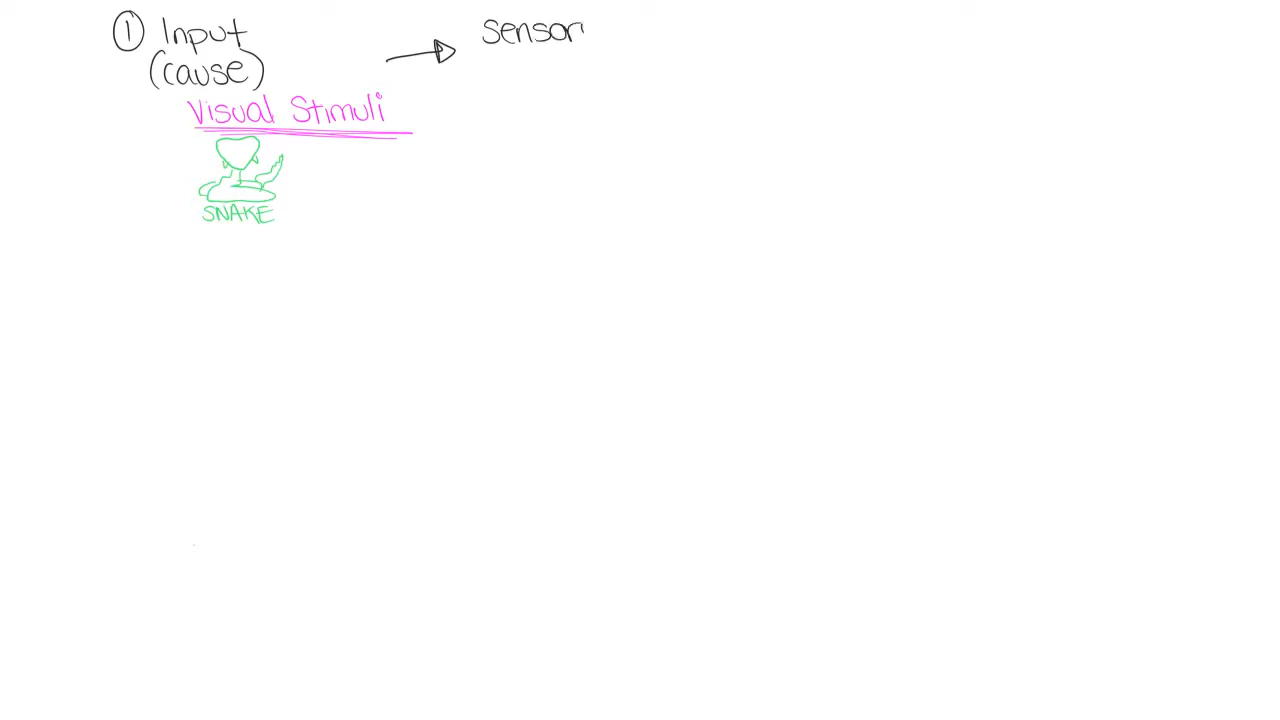 ① Input
(cause)
Sensor
Visual Stimuli
SNAKE